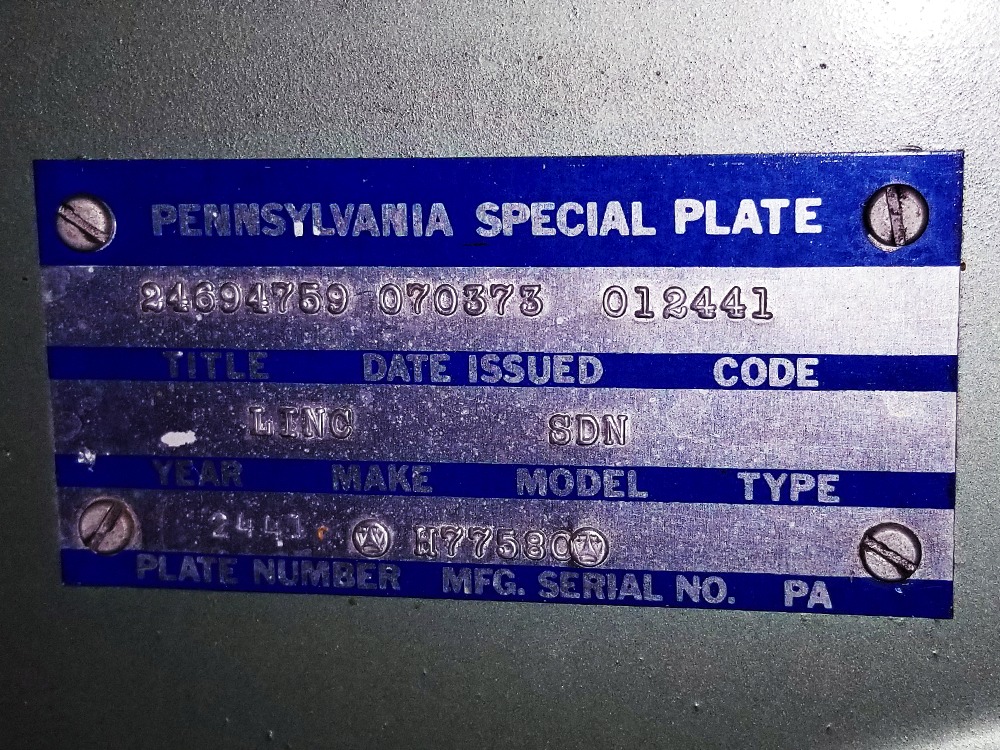 PENNSYLVANIA SPECIAL PLATE
24694759 070373 012441
TITLE DATE ISSUED CODE
LINC SDN
YEAR MAKE MODEL TYPE
2441 H77580
PLATE NUMBER MFG. SERIAL NO. PA